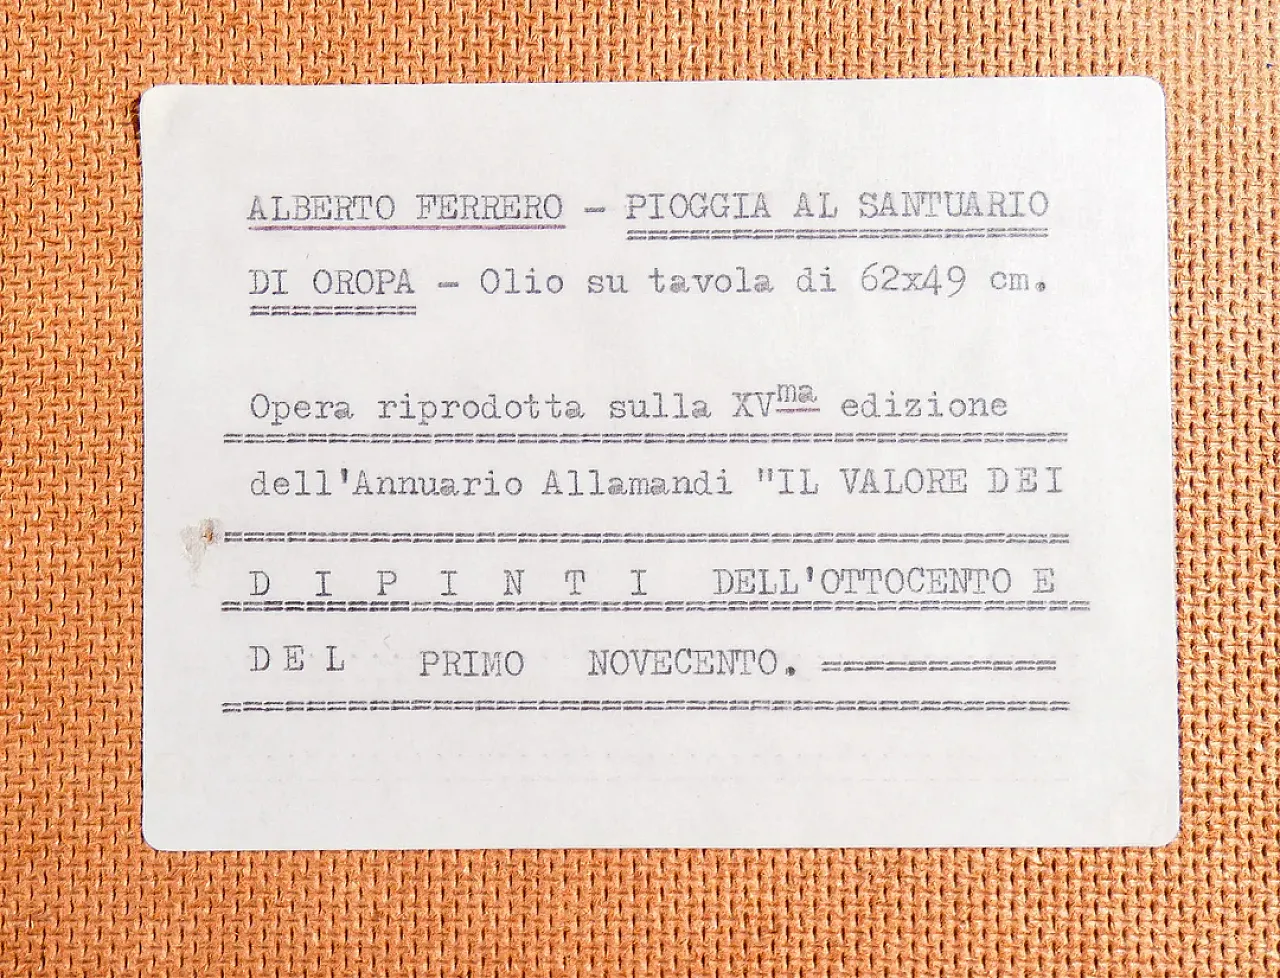 ALBERTO FERRERO - PIOGGIA AL SANTUARIO
DI OROPA - Olio su tavola di 62x49 cm.
Opera riprodotta sulla XVma edizione
dell'Annuario Allamandi "IL VALORE DEI
D I P I N T I DELL'OTTOCENTO E
D E L PRIMO NOVECENTO. ===========